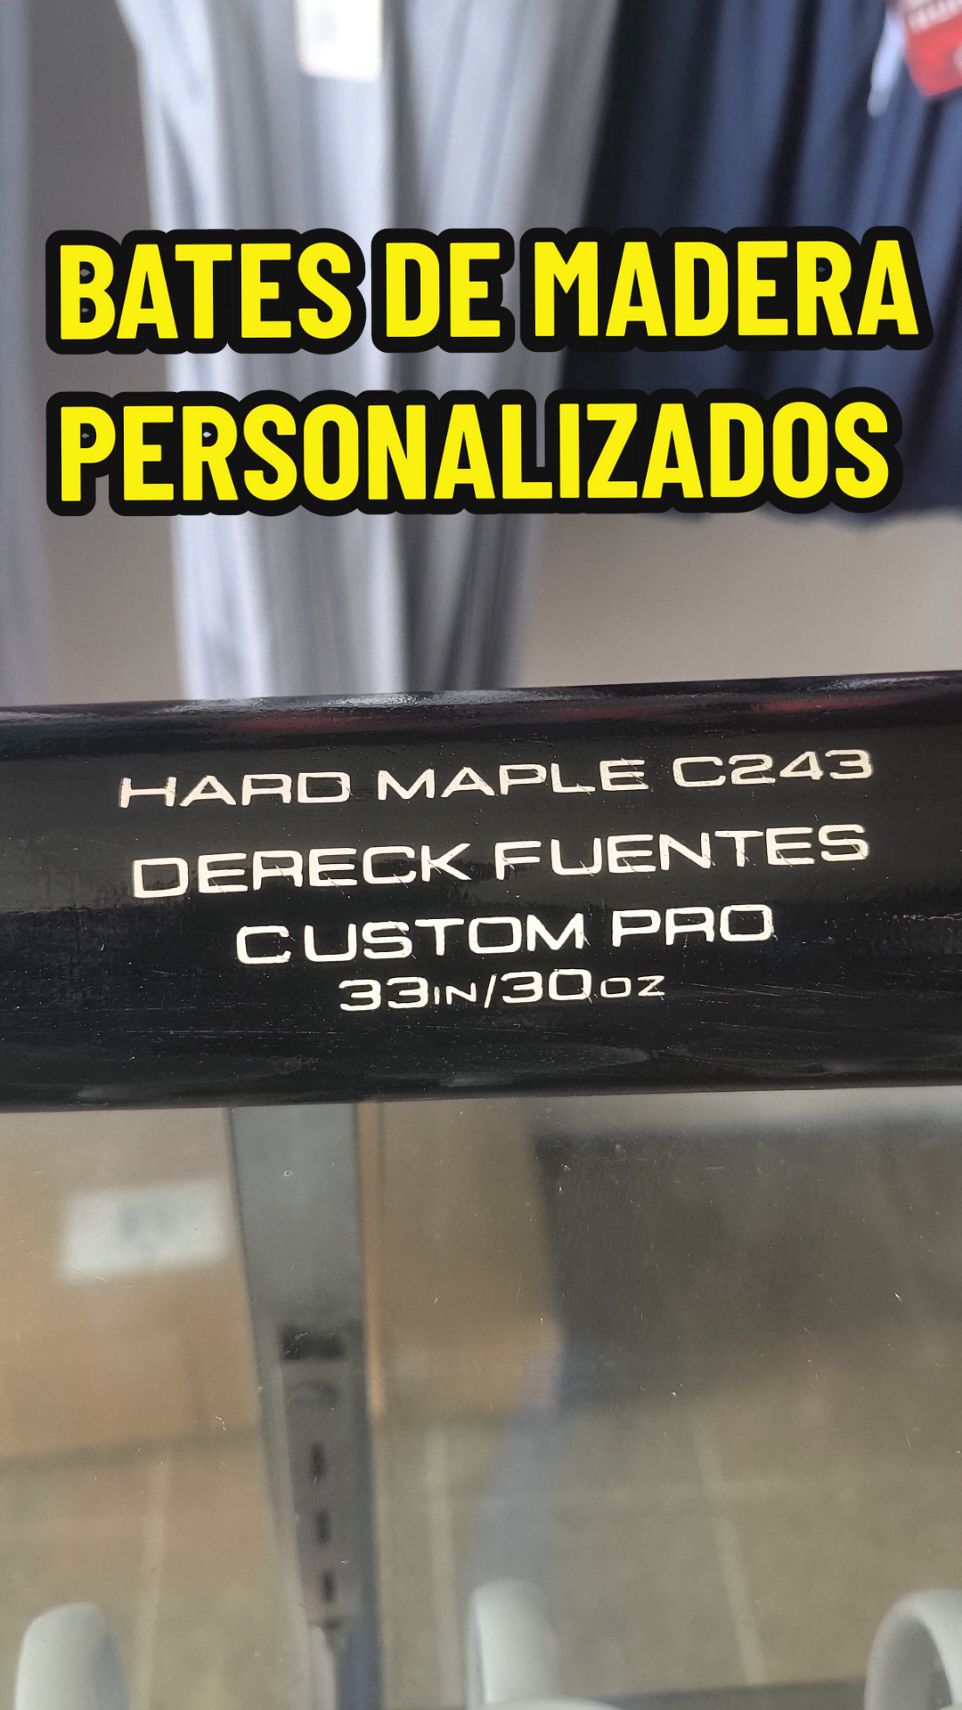 BATES DE MADERA
PERSONALIZADOS
HARD MAPLE C243
DERECK FUENTES
CUSTOM PRO
33IN/30OZ